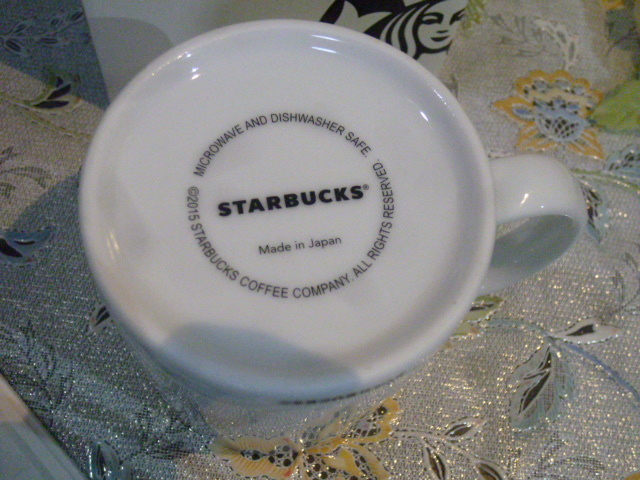 MICROWAVE AND DISHWASHER SAFE.
STARBUCKS®
Made in Japan
©2015 STARBUCKS COFFEE COMPANY. ALL RIGHTS RESERVED.